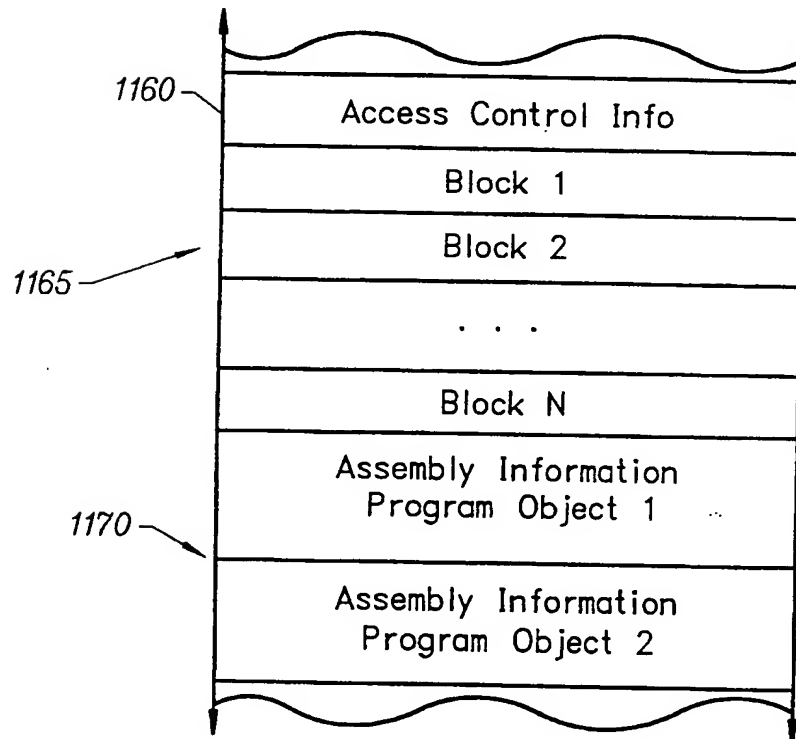 1160
Access Control Info
Block 1
Block 2
1165
. . .
Block N
Assembly Information
Program Object 1
1170
Assembly Information
Program Object 2